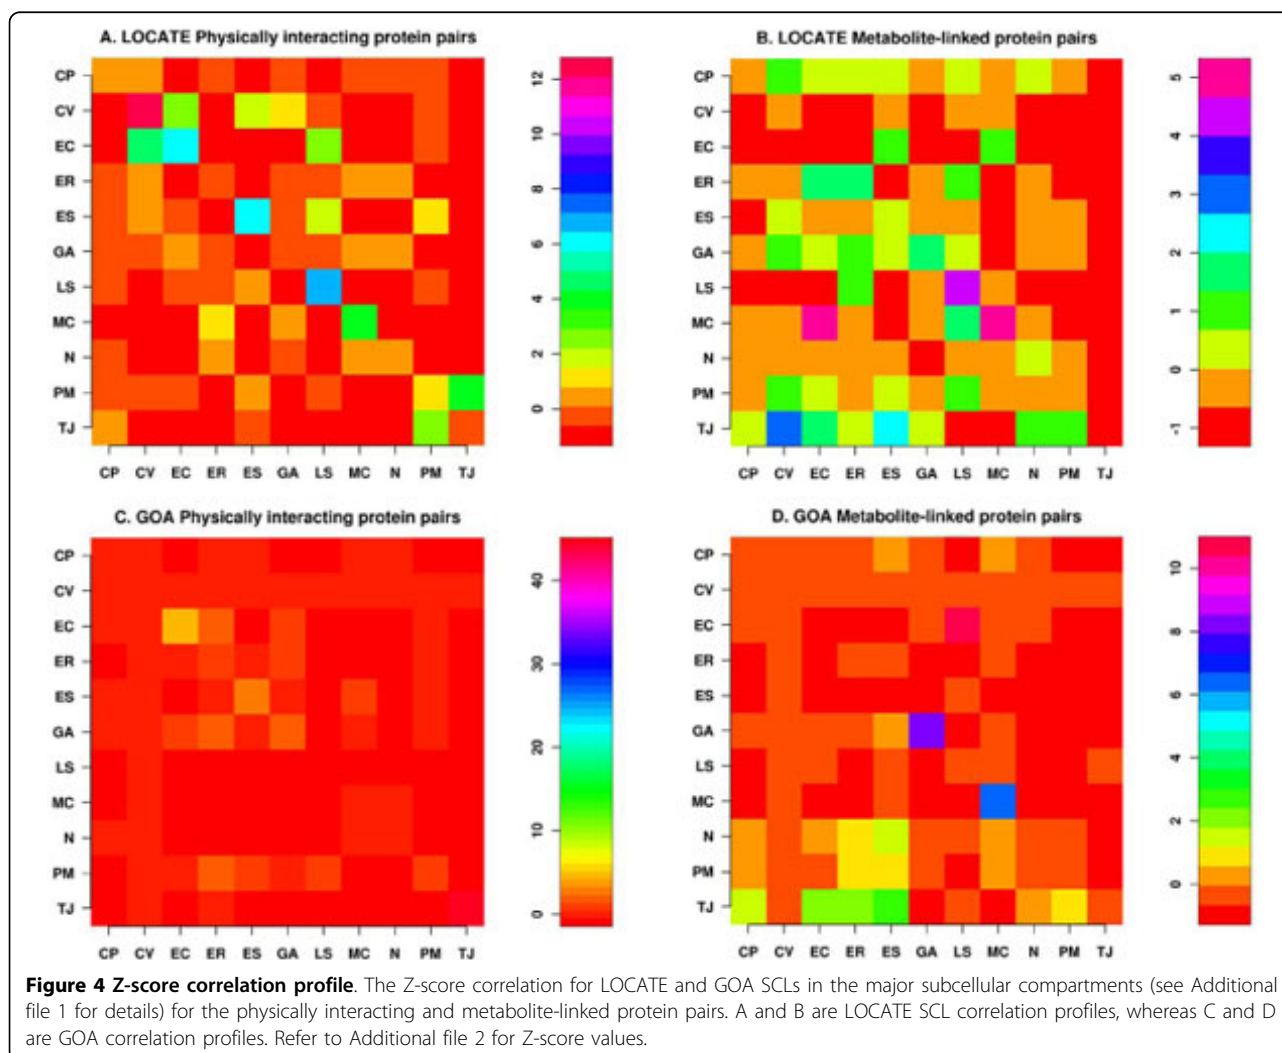 A. LOCATE Physically interacting protein pairs
CP
CV
EC
ER
ES
GA
LS
MC
N
PM
TJ
CP CV EC ER ES GA LS MC N PM TJ
12
10
8
6
4
2
0
B. LOCATE Metabolite-linked protein pairs
CP
CV
EC
ER
ES
GA
LS
MC
N
PM
TJ
CP CV EC ER ES GA LS MC N PM TJ
5
4
3
2
1
0
-1
C. GOA Physically interacting protein pairs
CP
CV
EC
ER
ES
GA
LS
MC
N
PM
TJ
CP CV EC ER ES GA LS MC N PM TJ
40
30
20
10
0
D. GOA Metabolite-linked protein pairs
CP
CV
EC
ER
ES
GA
LS
MC
N
PM
TJ
CP CV EC ER ES GA LS MC N PM TJ
10
8
6
4
2
0
Figure 4 Z-score correlation profile. The Z-score correlation for LOCATE and GOA SCLs in the major subcellular compartments (see Additional
file 1 for details) for the physically interacting and metabolite-linked protein pairs. A and B are LOCATE SCL correlation profiles, whereas C and D
are GOA correlation profiles. Refer to Additional file 2 for Z-score values.